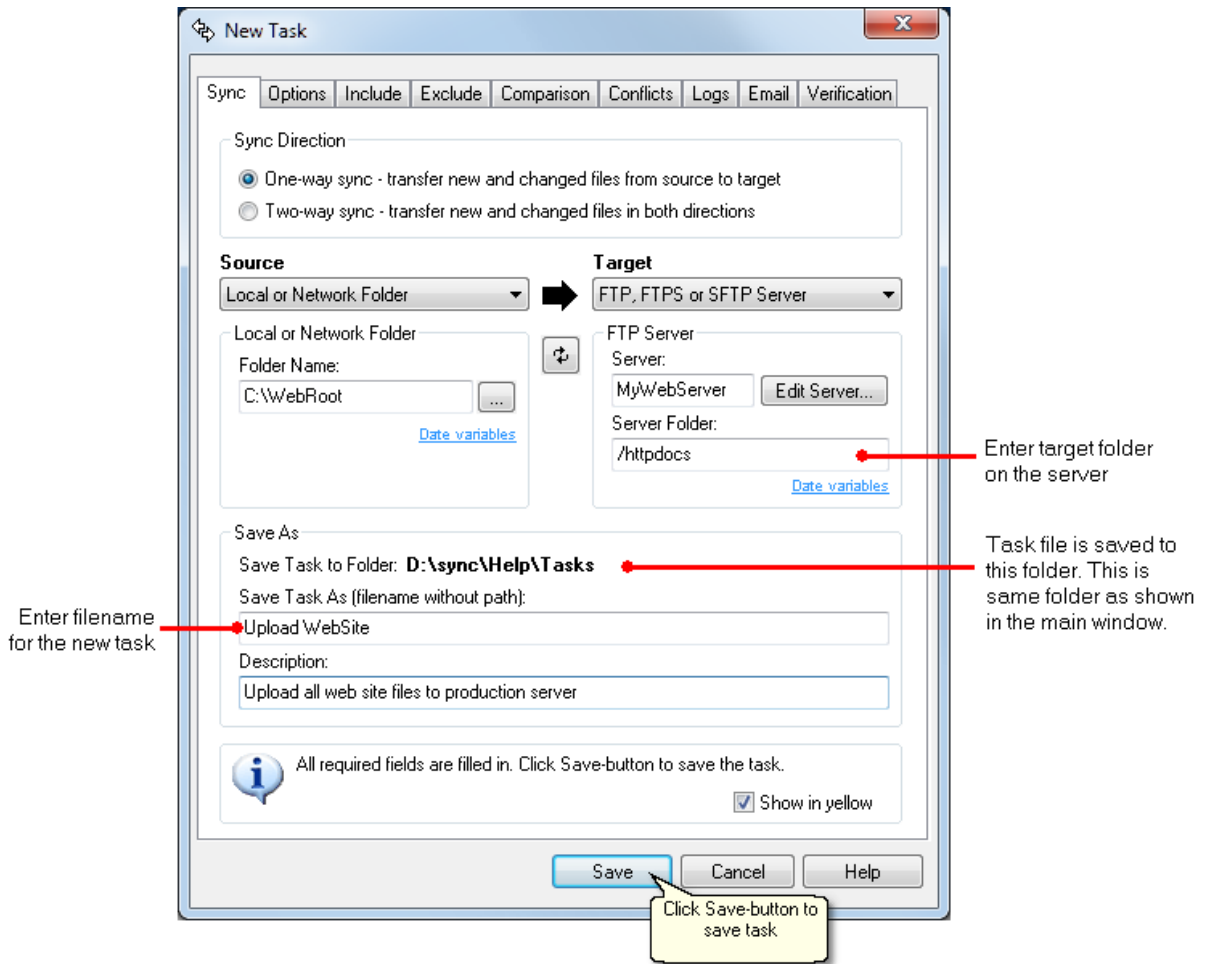 New Task
Sync Options Include Exclude Comparison Conflicts Logs Email Verification
Sync Direction
One-way sync - transfer new and changed files from source to target
Two-way sync - transfer new and changed files in both directions
Source
Target
Local or Network Folder
FTP, FTPS or SFTP Server
Local or Network Folder
Folder Name:
C:\WebRoot
...
Date variables
FTP Server
Server:
MyWebServer
Edit Server...
Server Folder:
/httpdocs
Date variables
Enter target folder
on the server
Save As
Save Task to Folder: D:\sync\Help\Tasks
Task file is saved to
this folder. This is
same folder as shown
in the main window.
Save Task As (filename without path):
Upload WebSite
Enter filename
for the new task
Description:
Upload all web site files to production server
All required fields are filled in. Click Save-button to save the task.
Show in yellow
Save Cancel Help
Click Save-button to
save task